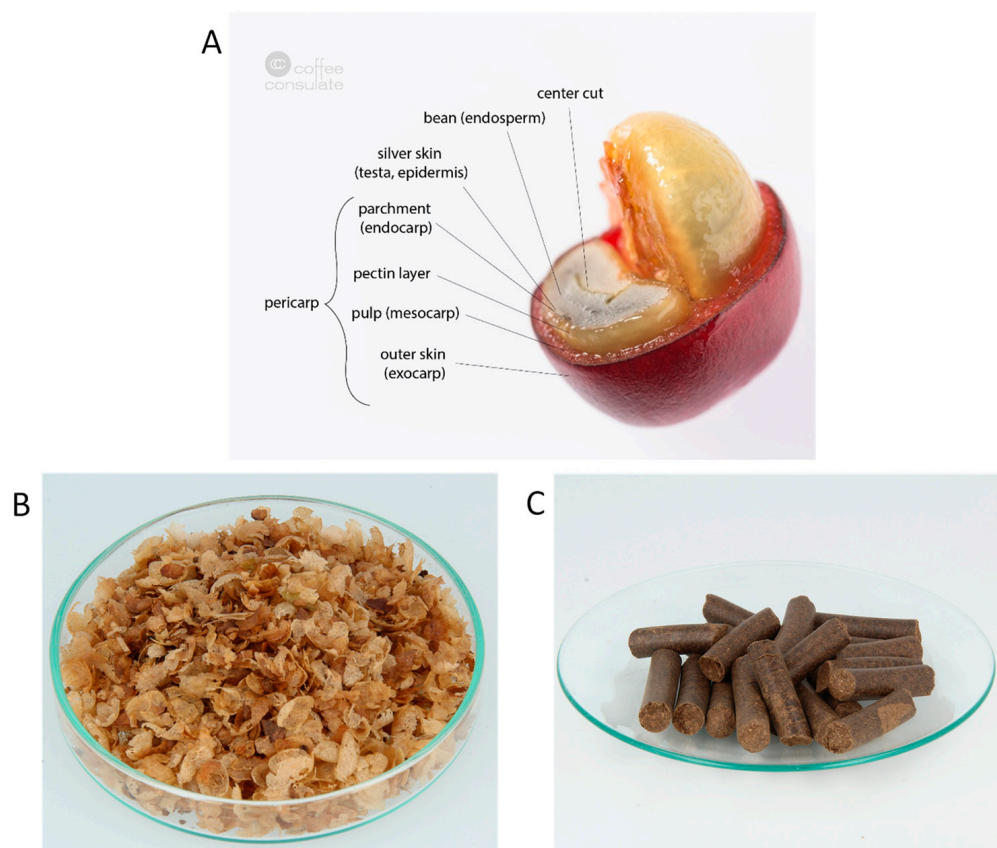 A
coffee
consulate
center cut
bean (endosperm)
silver skin
(testa, epidermis)
parchment
(endocarp)
pectin layer
pericarp
pulp (mesocarp)
outer skin
(exocarp)
B
C